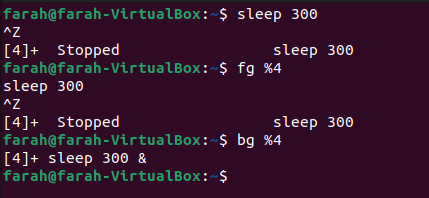 farah@farah-VirtualBox:~$ sleep 300
^Z
[4]+  Stopped                 sleep 300
farah@farah-VirtualBox:~$ fg %4
sleep 300
^Z
[4]+  Stopped                 sleep 300
farah@farah-VirtualBox:~$ bg %4
[4]+ sleep 300 &
farah@farah-VirtualBox:~$